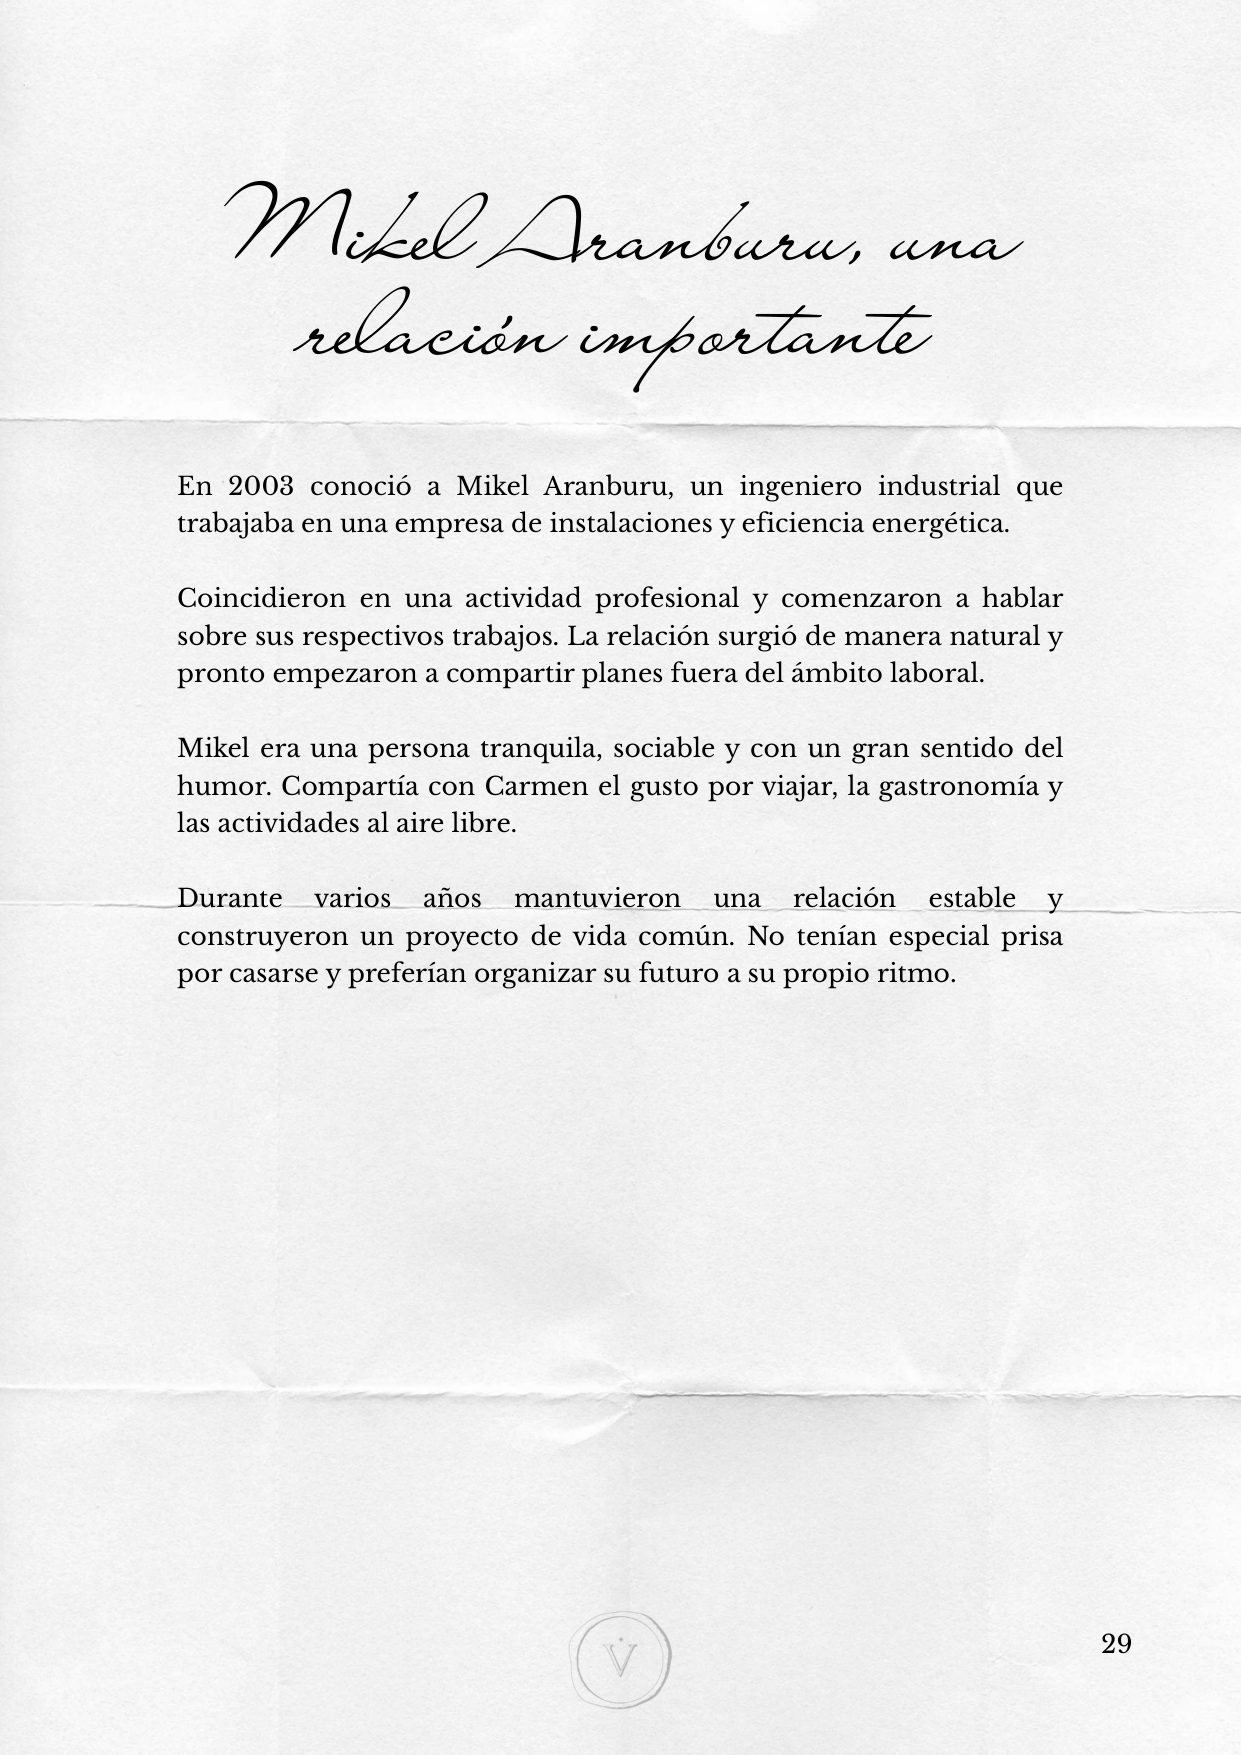 Mikel Aranburu, una
relación importante
En 2003 conoció a Mikel Aranburu, un ingeniero industrial que
trabajaba en una empresa de instalaciones y eficiencia energética.
Coincidieron en una actividad profesional y comenzaron a hablar
sobre sus respectivos trabajos. La relación surgió de manera natural y
pronto empezaron a compartir planes fuera del ámbito laboral.
Mikel era una persona tranquila, sociable y con un gran sentido del
humor. Compartía con Carmen el gusto por viajar, la gastronomía y
las actividades al aire libre.
Durante varios años mantuvieron una relación estable y
construyeron un proyecto de vida común. No tenían especial prisa
por casarse y preferían organizar su futuro a su propio ritmo.
V
29